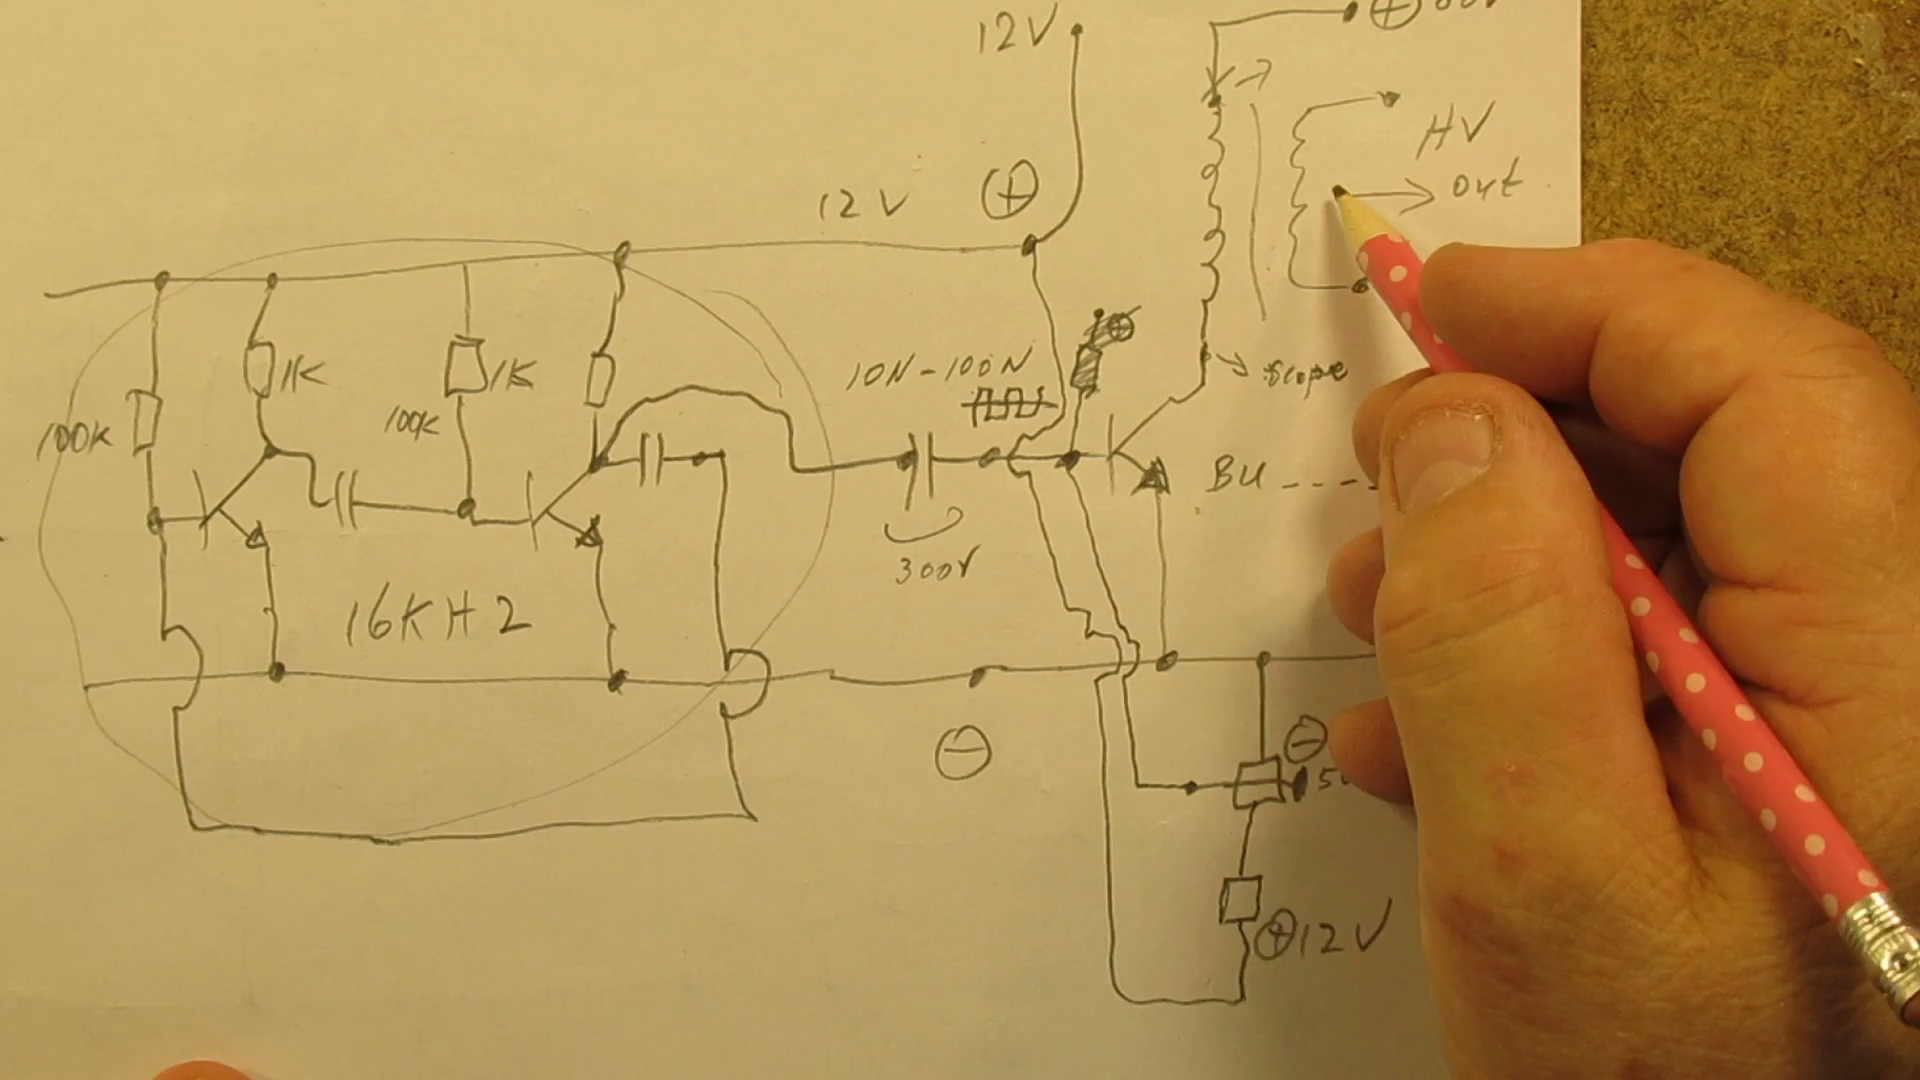 12V
HV
out
12V
1K
1K
10N-100N
scope
100K
100K
BU ---
300V
16KHZ
12V